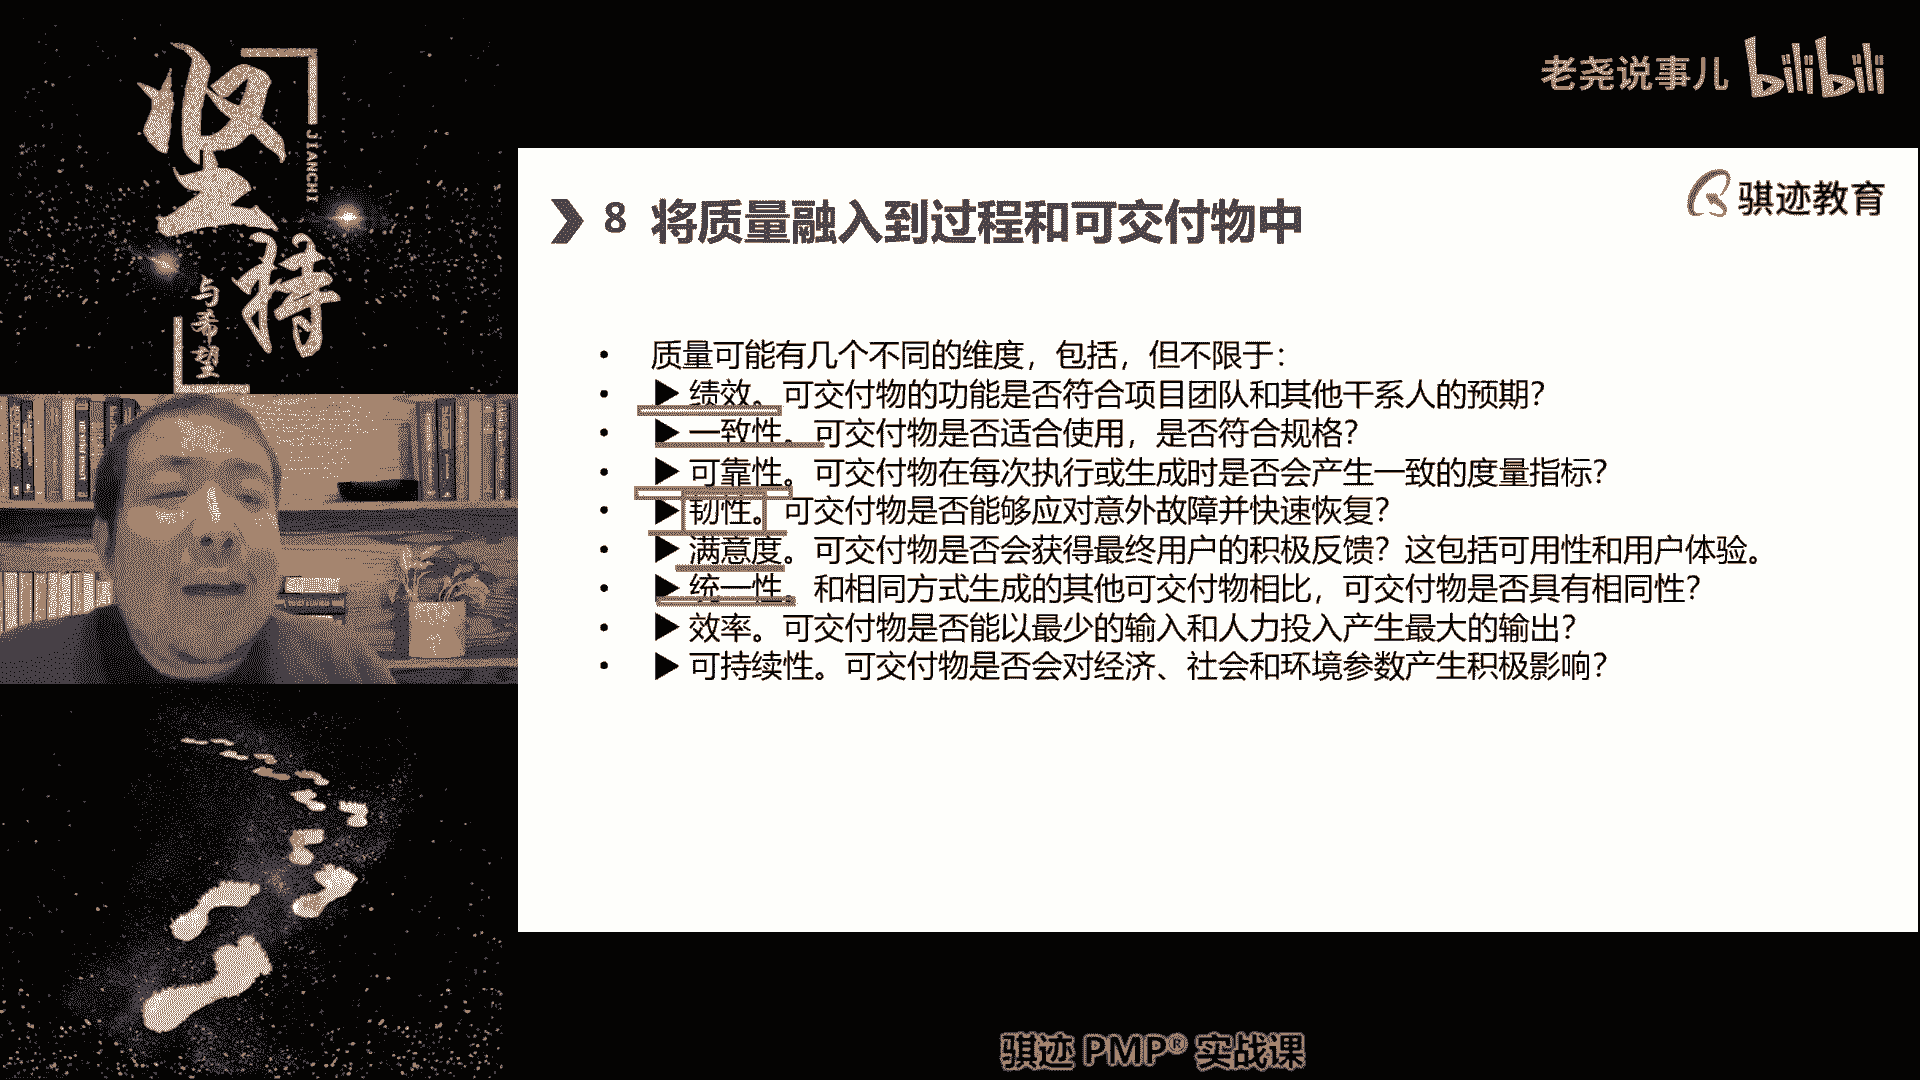 坚持
JIANCHI
与希望
老尧说事儿 bilibili
骐迹教育
8 将质量融入到过程和可交付物中
• 质量可能有几个不同的维度，包括，但不限于：
• ▶ 绩效。可交付物的功能是否符合项目团队和其他干系人的预期？
• ▶ 一致性。可交付物是否适合使用，是否符合规格？
• ▶ 可靠性。可交付物在每次执行或生成时是否会产生一致的度量指标？
• ▶ 韧性。可交付物是否能够应对意外故障并快速恢复？
• ▶ 满意度。可交付物是否会获得最终用户的积极反馈？这包括可用性和用户体验。
• ▶ 统一性。和相同方式生成的其他可交付物相比，可交付物是否具有相同性？
• ▶ 效率。可交付物是否能以最少的输入和人力投入产生最大的输出？
• ▶ 可持续性。可交付物是否会对经济、社会和环境参数产生积极影响？
骐迹 PMP® 实战课